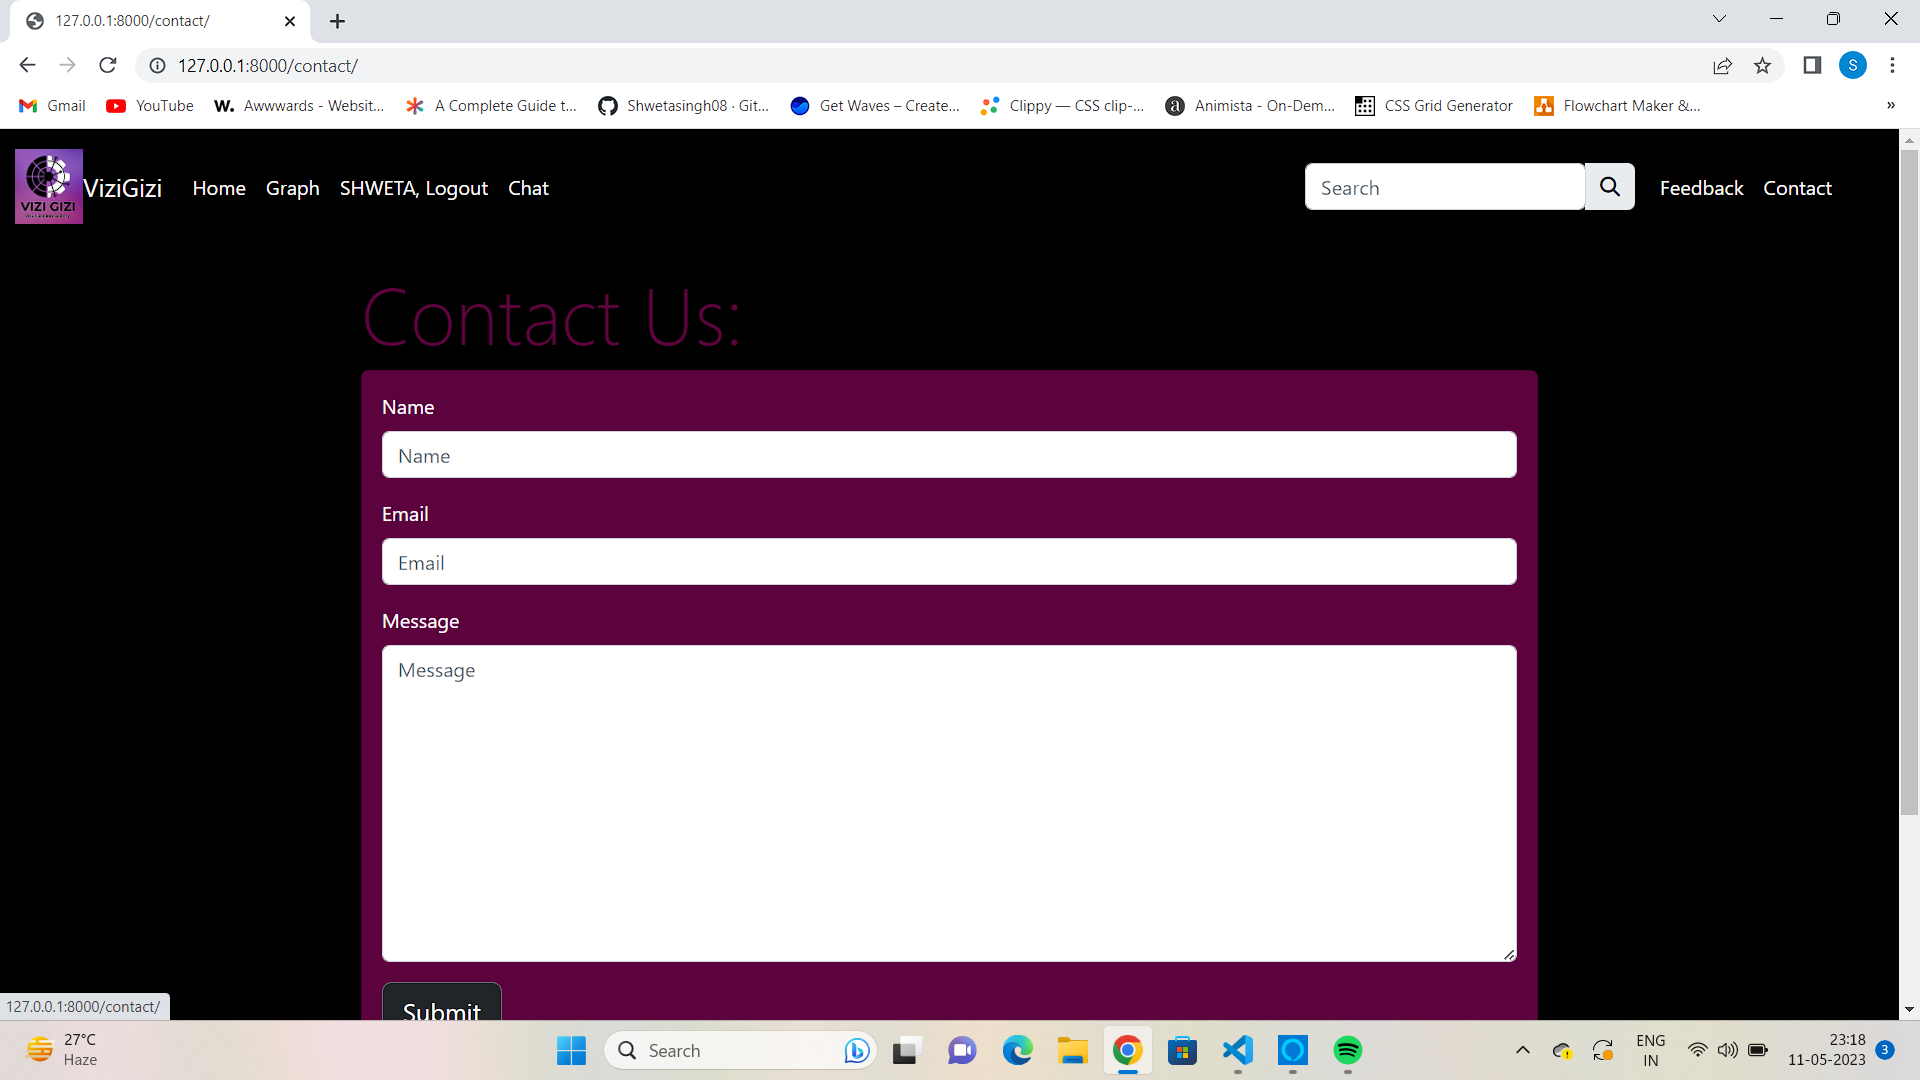 127.0.0.1:8000/contact/
127.0.0.1:8000/contact/
S
Gmail YouTube W. Awwwards - Websit... A Complete Guide t... Shwetasingh08 · Git... Get Waves – Create... Clippy — CSS clip-... a Animista - On-Dem... CSS Grid Generator Flowchart Maker &... »
VIZI GIZI
ViziGizi Home Graph SHWETA, Logout Chat Search Feedback Contact
Contact Us:
Name
Name
Email
Email
Message
Message
Submit
127.0.0.1:8000/contact/
27°C
Haze
Search
ENG
IN
23:18
11-05-2023
3